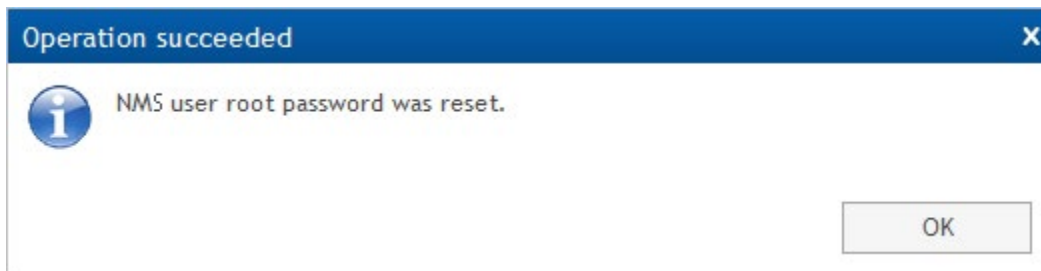 Operation succeeded
X
NMS user root password was reset.
OK